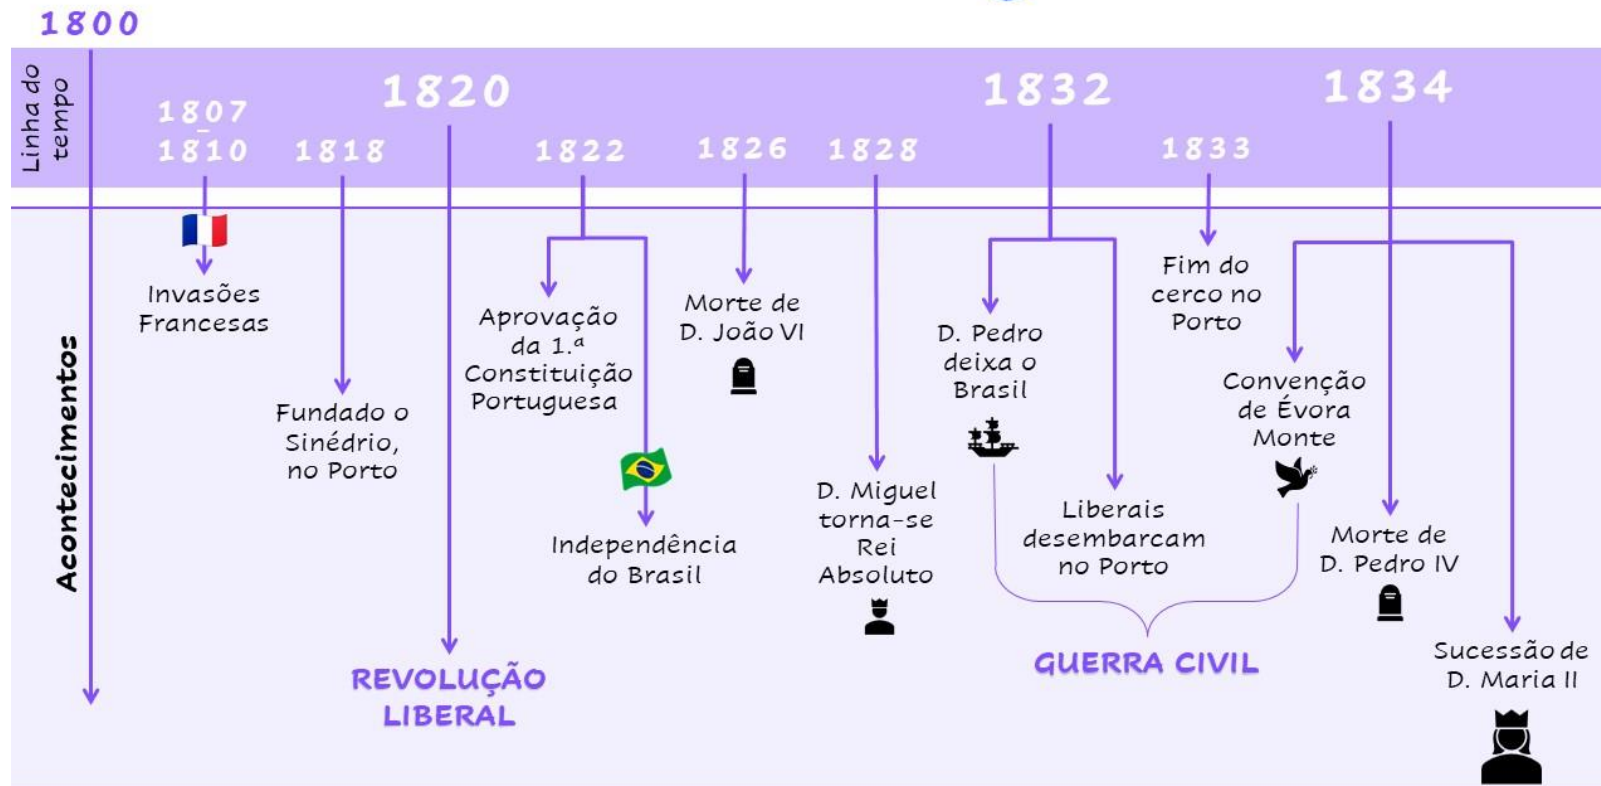 1800
Linha do
tempo
1807
–
1810
1818
1820
1822
1826
1828
1832
1833
1834
Acontecimentos
Invasões
Francesas
Fundado o
Sinédrio,
no Porto
REVOLUÇÃO
LIBERAL
Aprovação
da 1.ª
Constituição
Portuguesa
Independência
do Brasil
Morte de
D. João VI
D. Miguel
torna-se
Rei
Absoluto
D. Pedro
deixa o
Brasil
Liberais
desembarcam
no Porto
GUERRA CIVIL
Fim do
cerco no
Porto
Convenção
de Évora
Monte
Morte de
D. Pedro IV
Sucessão de
D. Maria II